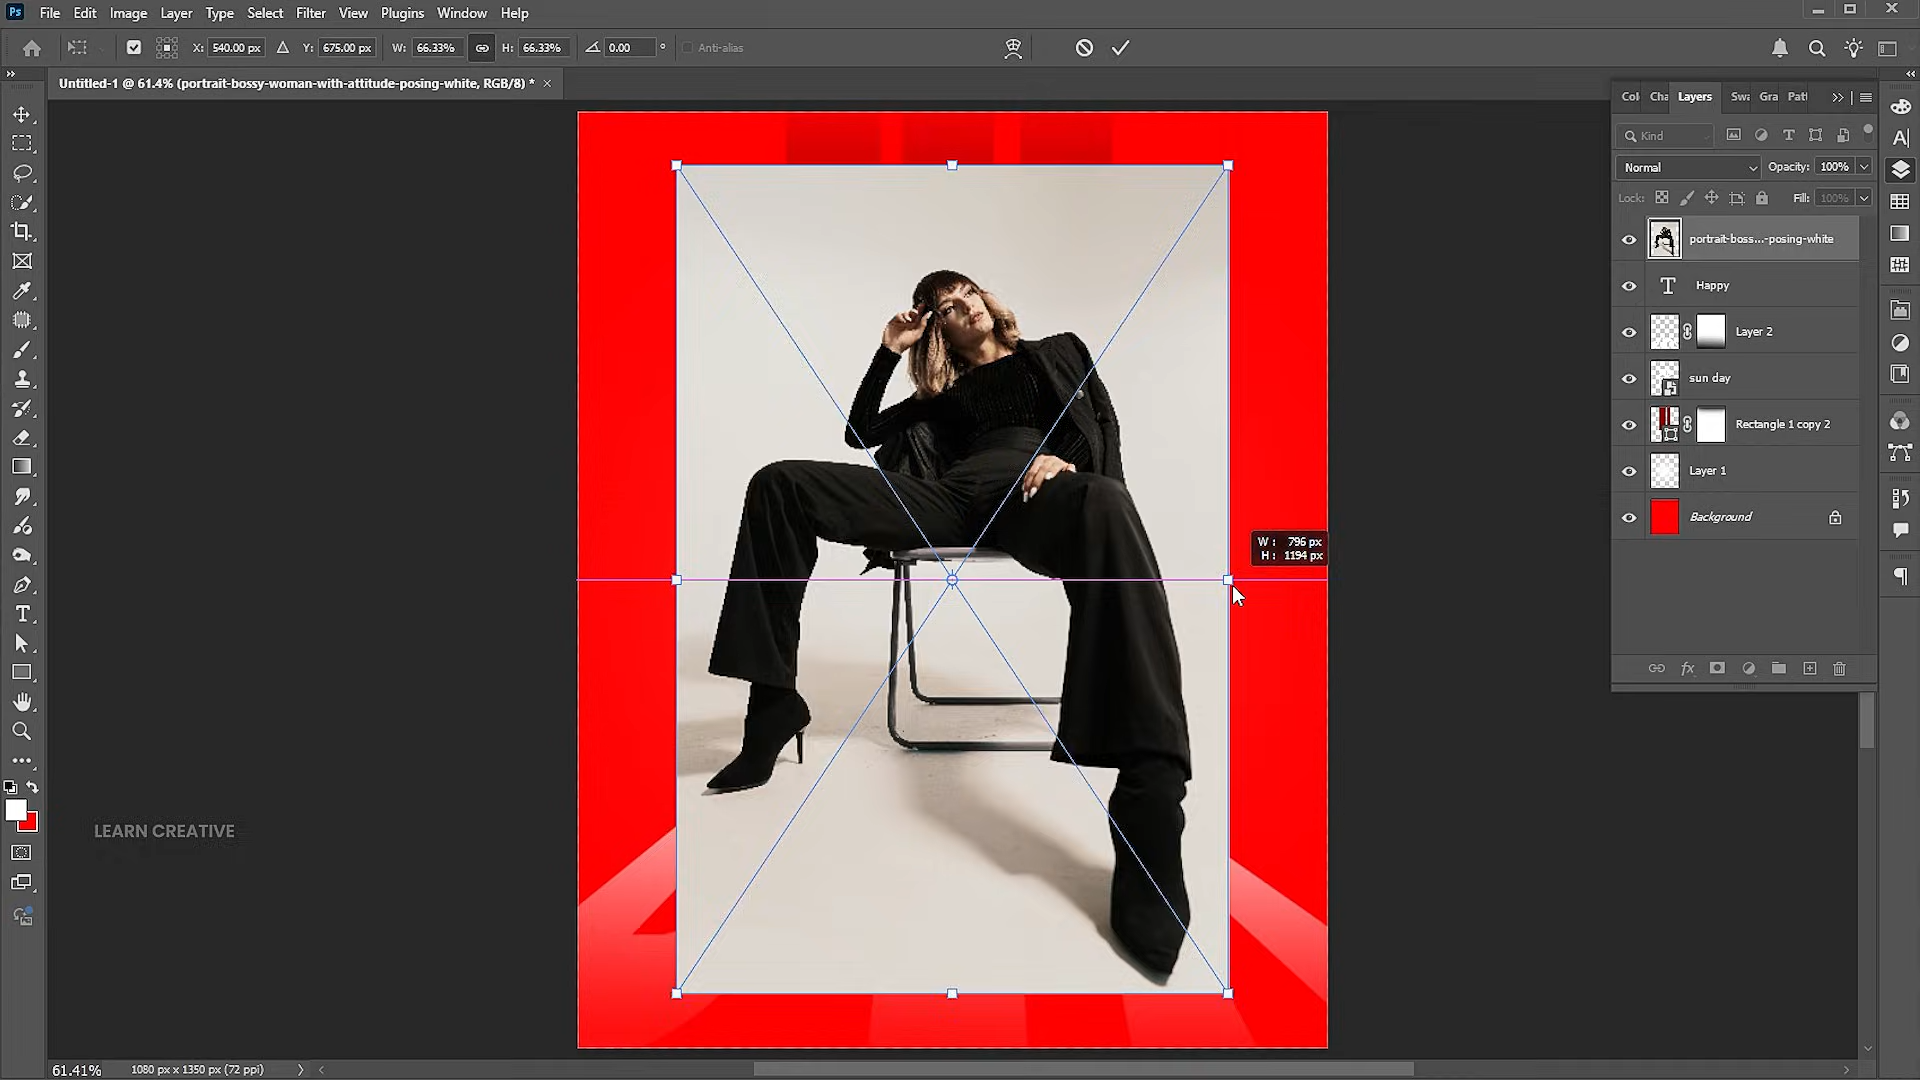 Ps File Edit Image Layer Type Select Filter View Plugins Window Help
X: 540.00 px Y: 675.00 px W: 66.33% H: 66.33% 0.00 ° Anti-alias
Untitled-1 @ 61.4% (portrait-bossy-woman-with-attitude-posing-white, RGB/8) * ×
Col Cha Layers Swa Gra Patl
Kind
Normal Opacity: 100%
Lock: Fill: 100%
portrait-boss...-posing-white
Happy
Layer 2
sun day
Rectangle 1 copy 2
Layer 1
Background
W : 796 px
H : 1194 px
LEARN CREATIVE
61.41% 1080 px x 1350 px (72 ppi)